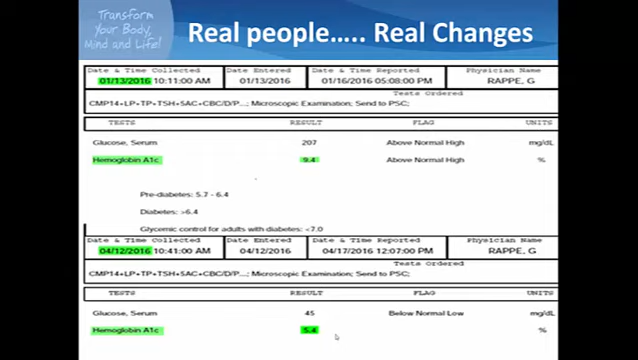 Transform
Your Body,
Mind and Life!
Real people….. Real Changes
Date & Time Collected Date Entered Date & Time Reported Physician Name
01/13/2016 10:11:00 AM 01/13/2016 01/16/2016 05:08:00 PM RAPPE, G
Tests Ordered
CMP14+LP+TP+TSH+5AC+CBC/D/P...; Microscopic Examination; Send to PSC;
TESTS RESULT FLAG UNITS
Glucose, Serum 207 Above Normal High mg/dL
Hemoglobin A1c 9.4 Above Normal High %
Pre-diabetes: 5.7 - 6.4
Diabetes: >6.4
Glycemic control for adults with diabetes: <7.0
Date & Time Collected Date Entered Date & Time Reported Physician Name
04/12/2016 10:41:00 AM 04/12/2016 04/17/2016 12:07:00 PM RAPPE, G
Tests Ordered
CMP14+LP+TP+TSH+5AC+CBC/D/P...; Microscopic Examination; Send to PSC;
TESTS RESULT FLAG UNITS
Glucose, Serum 45 Below Normal Low mg/dL
Hemoglobin A1c 5.4 %